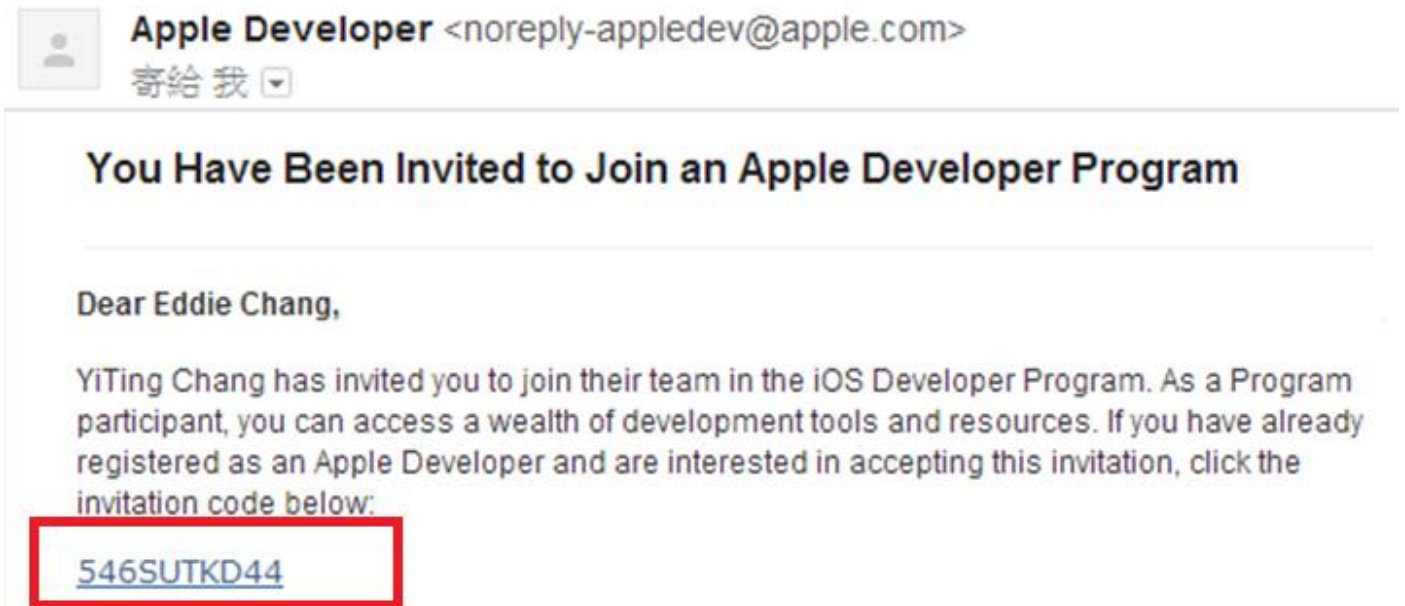 Apple Developer <noreply-appledev@apple.com>
寄給 我
You Have Been Invited to Join an Apple Developer Program
Dear Eddie Chang,
YiTing Chang has invited you to join their team in the iOS Developer Program. As a Program
participant, you can access a wealth of development tools and resources. If you have already
registered as an Apple Developer and are interested in accepting this invitation, click the
invitation code below:
546SUTKD44